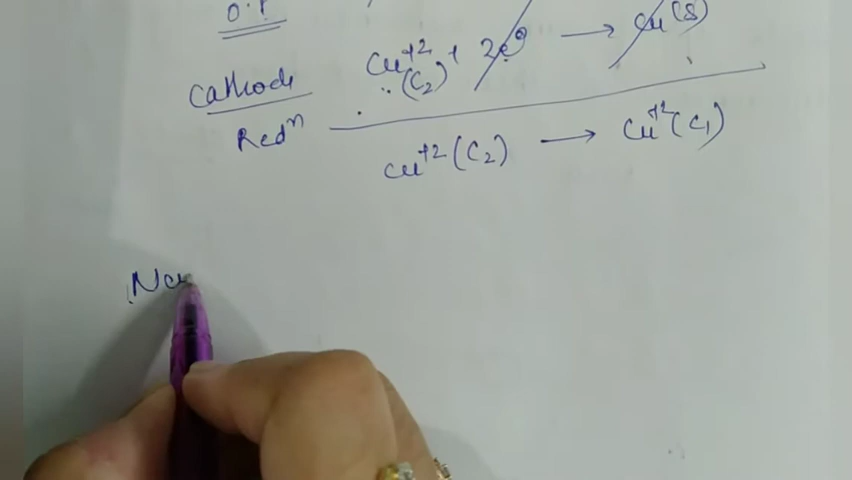 O.P
Cu+2 (C2) + 2e⊖ → Cu(s)
Cathode
Redn
Cu+2 (C2) → Cu+2 (C1)